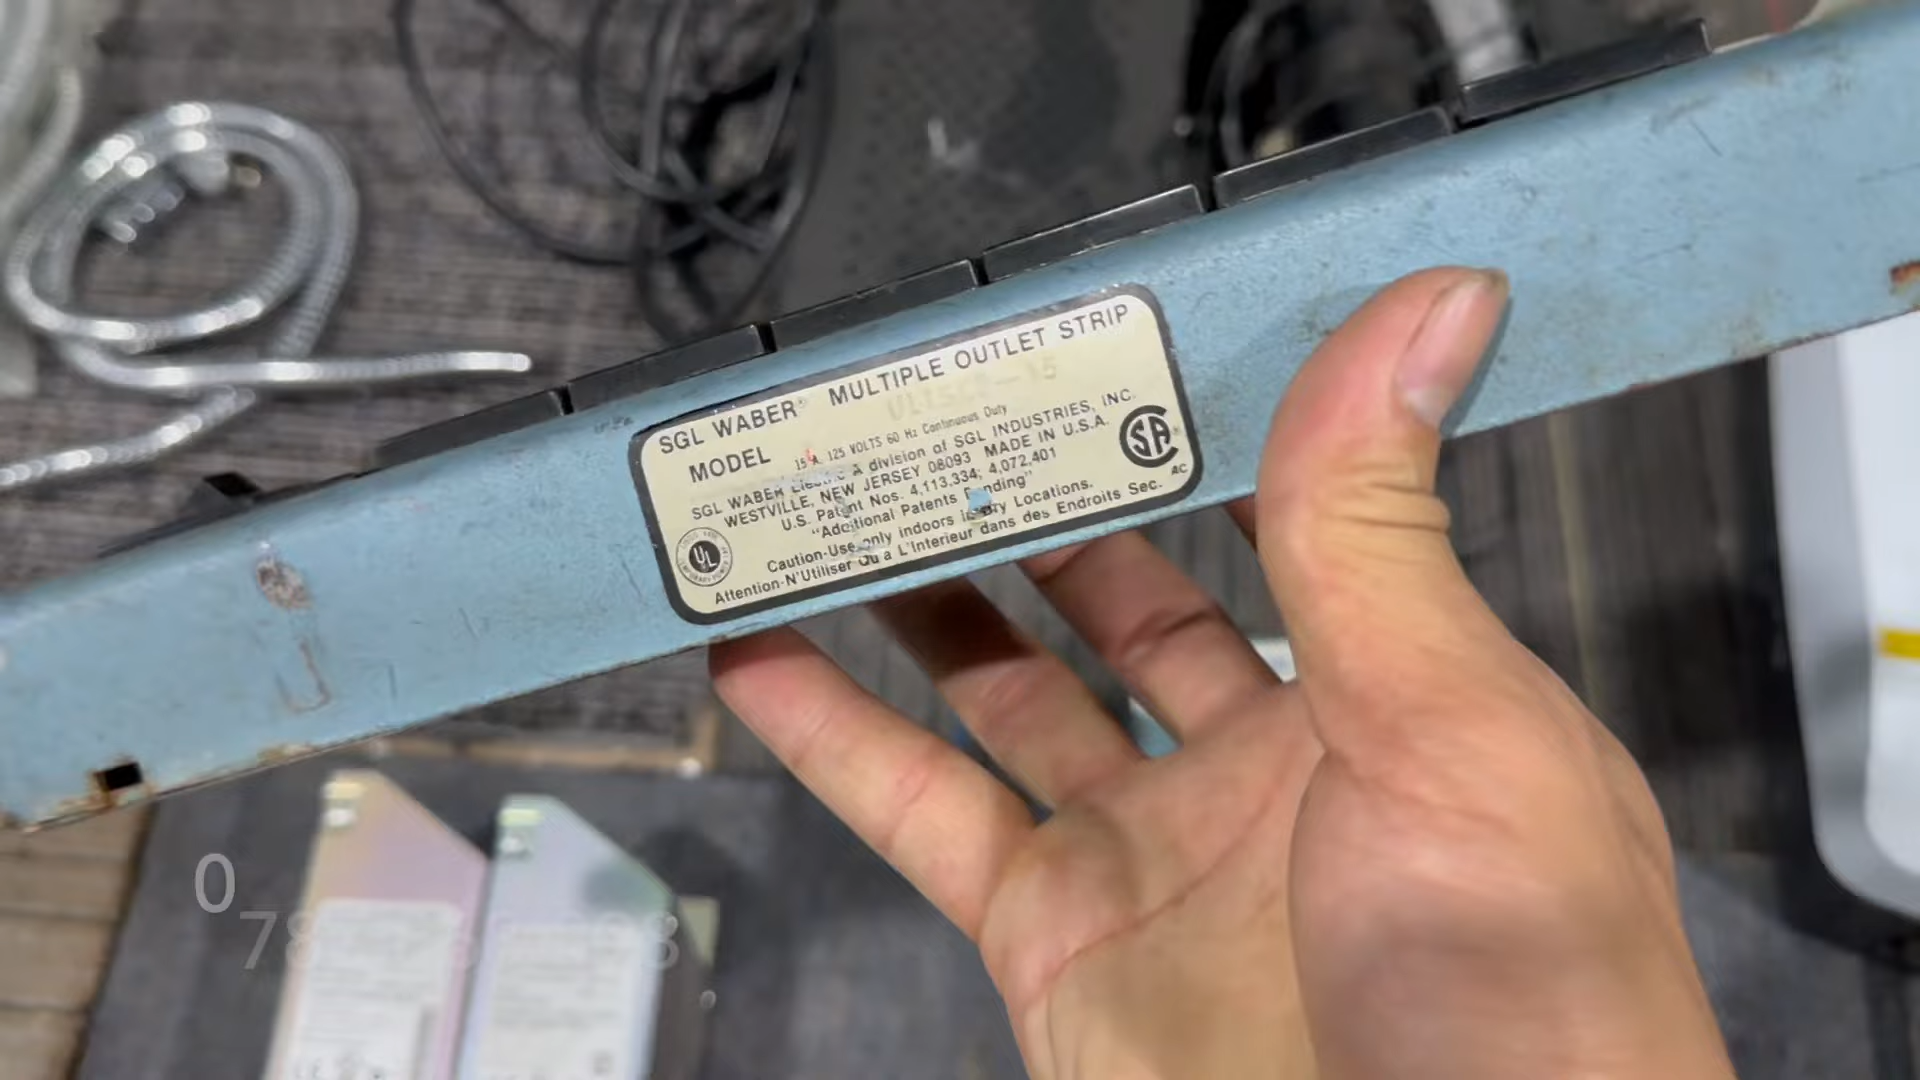 SGL WABER® MULTIPLE OUTLET STRIP
MODEL
15 A. 125 VOLTS 60 Hz Continuous Duty
SGL WABER Electric A division of SGL INDUSTRIES, INC.
WESTVILLE, NEW JERSEY 08093 MADE IN U.S.A.
U.S. Patent Nos. 4,113,334; 4,072,401
"Additional Patents Pending"
Caution-Use only indoors in Dry Locations.
Attention-N'Utiliser Qu a L'Interieur dans des Endroits Sec.
UL
SA
AC
0